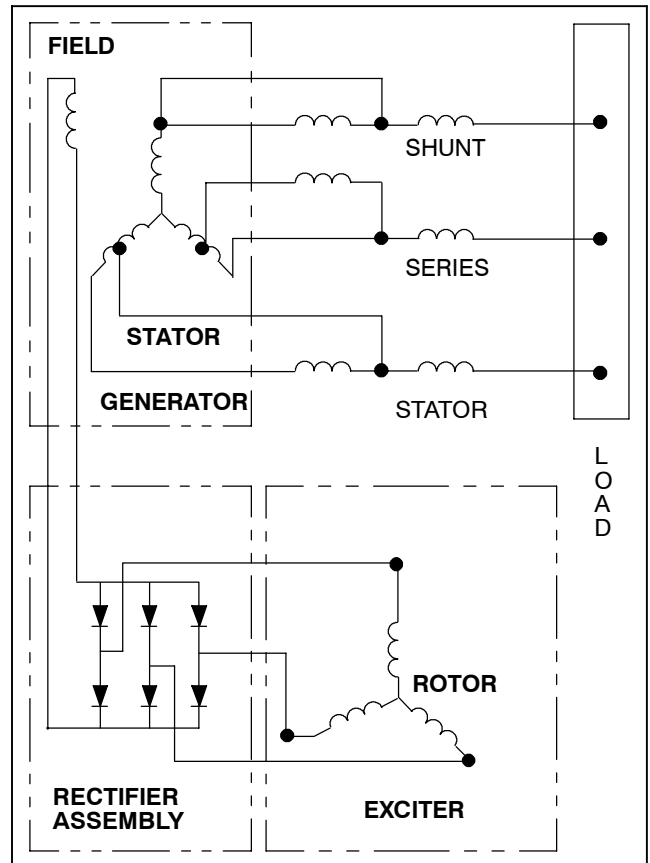 FIELD
SHUNT
SERIES
STATOR
GENERATOR
STATOR
L
O
A
D
ROTOR
RECTIFIER
ASSEMBLY
EXCITER